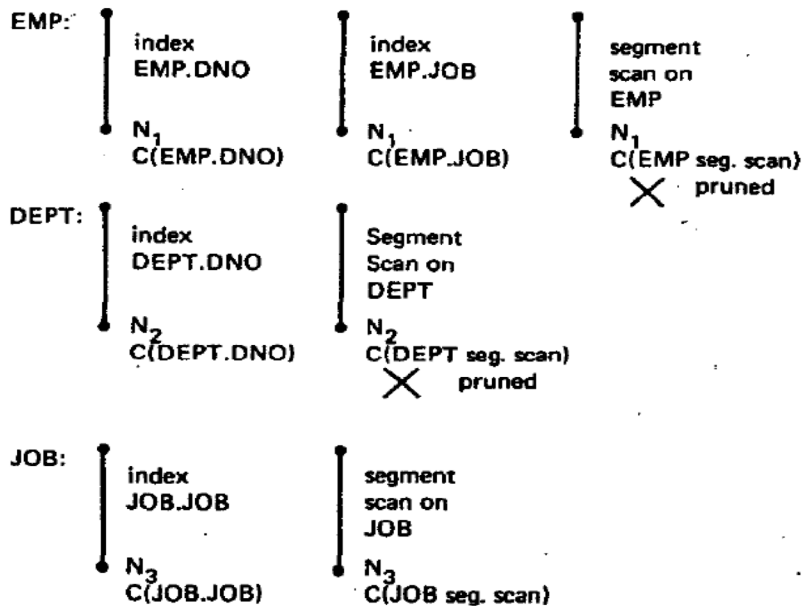 EMP:
index
EMP.DNO
N1
C(EMP.DNO)
index
EMP.JOB
N1
C(EMP.JOB)
segment
scan on
EMP
N1
C(EMP seg. scan)
pruned
DEPT:
index
DEPT.DNO
N2
C(DEPT.DNO)
Segment
Scan on
DEPT
N2
C(DEPT seg. scan)
pruned
JOB:
index
JOB.JOB
N3
C(JOB.JOB)
segment
scan on
JOB
N3
C(JOB seg. scan)